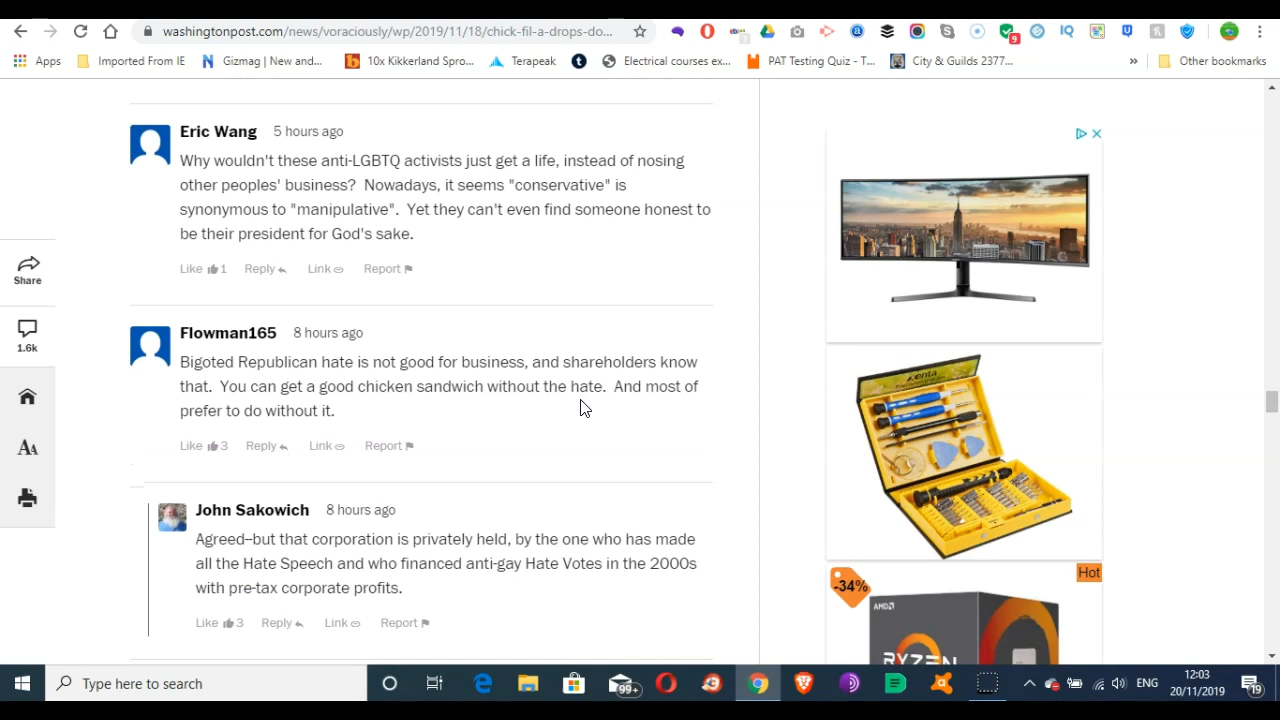 washingtonpost.com/news/voraciously/wp/2019/11/18/chick-fil-a-drops-do...
9
Apps
Imported From IE
Gizmag | New and...
10x Kikkerland Spro...
Terapeak
Electrical courses ex...
PAT Testing Quiz - T...
City & Guilds 2377...
»
Other bookmarks
Eric Wang 5 hours ago
Why wouldn't these anti-LGBTQ activists just get a life, instead of nosing
other peoples' business? Nowadays, it seems "conservative" is
synonymous to "manipulative". Yet they can't even find someone honest to
be their president for God's sake.
Like 1 Reply Link Report
Share
1.6k
Flowman165 8 hours ago
Bigoted Republican hate is not good for business, and shareholders know
that. You can get a good chicken sandwich without the hate. And most of
prefer to do without it.
Like 3 Reply Link Report
AA
John Sakowich 8 hours ago
Agreed--but that corporation is privately held, by the one who has made
all the Hate Speech and who financed anti-gay Hate Votes in the 2000s
with pre-tax corporate profits.
Like 3 Reply Link Report
-34%
Hot
AMD
RYZEN
Type here to search
99+
ENG
12:03
20/11/2019
19